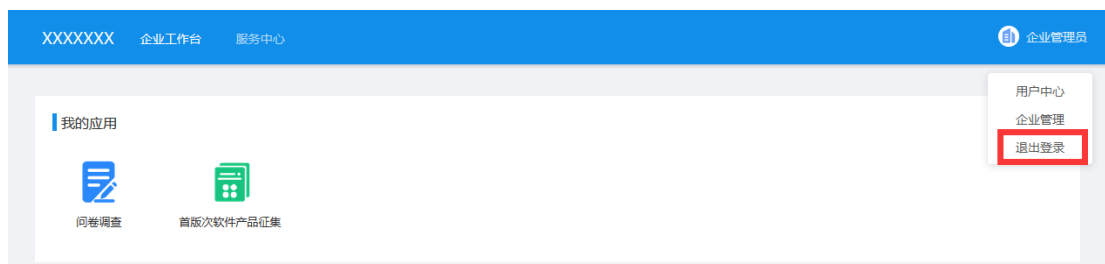 XXXXXXX 企业工作台 服务中心 企业管理员
用户中心
我的应用
企业管理
退出登录
问卷调查 首版次软件产品征集